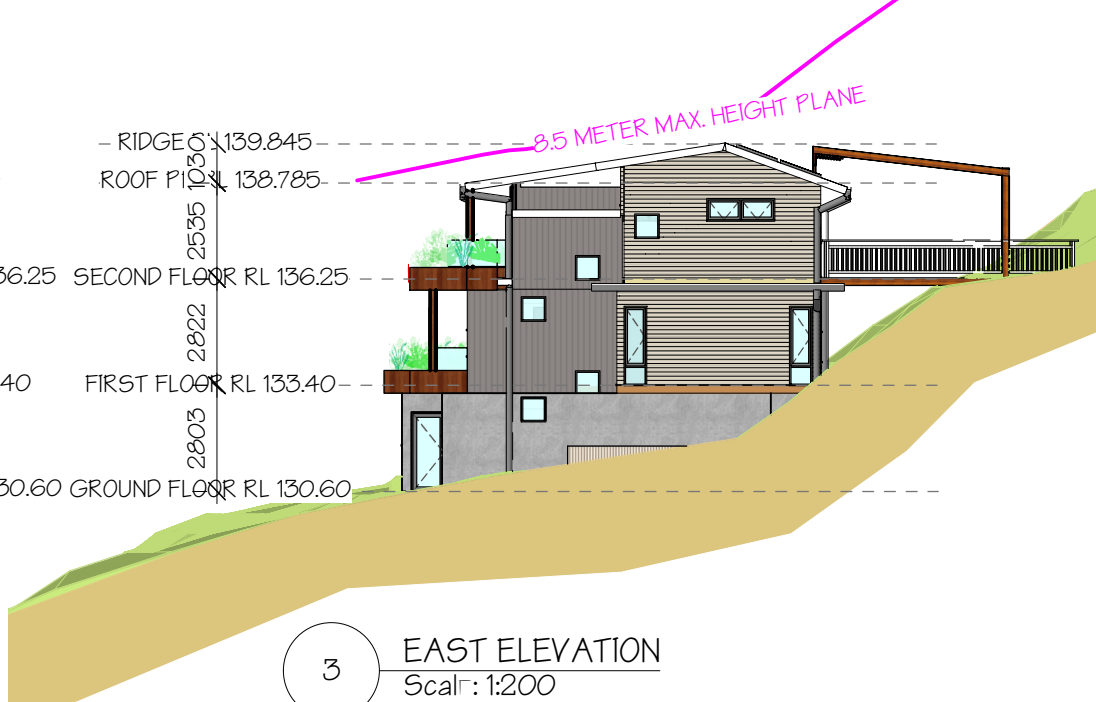 8.5 METER MAX. HEIGHT PLANE
139.845
1030
138.785
2535
36.25 SECOND FLOOR RL 136.25
2822
40 FIRST FLOOR RL 133.40
2803
30.60 GROUND FLOOR RL 130.60
3
EAST ELEVATION
1:200
RIDGE
ROOF